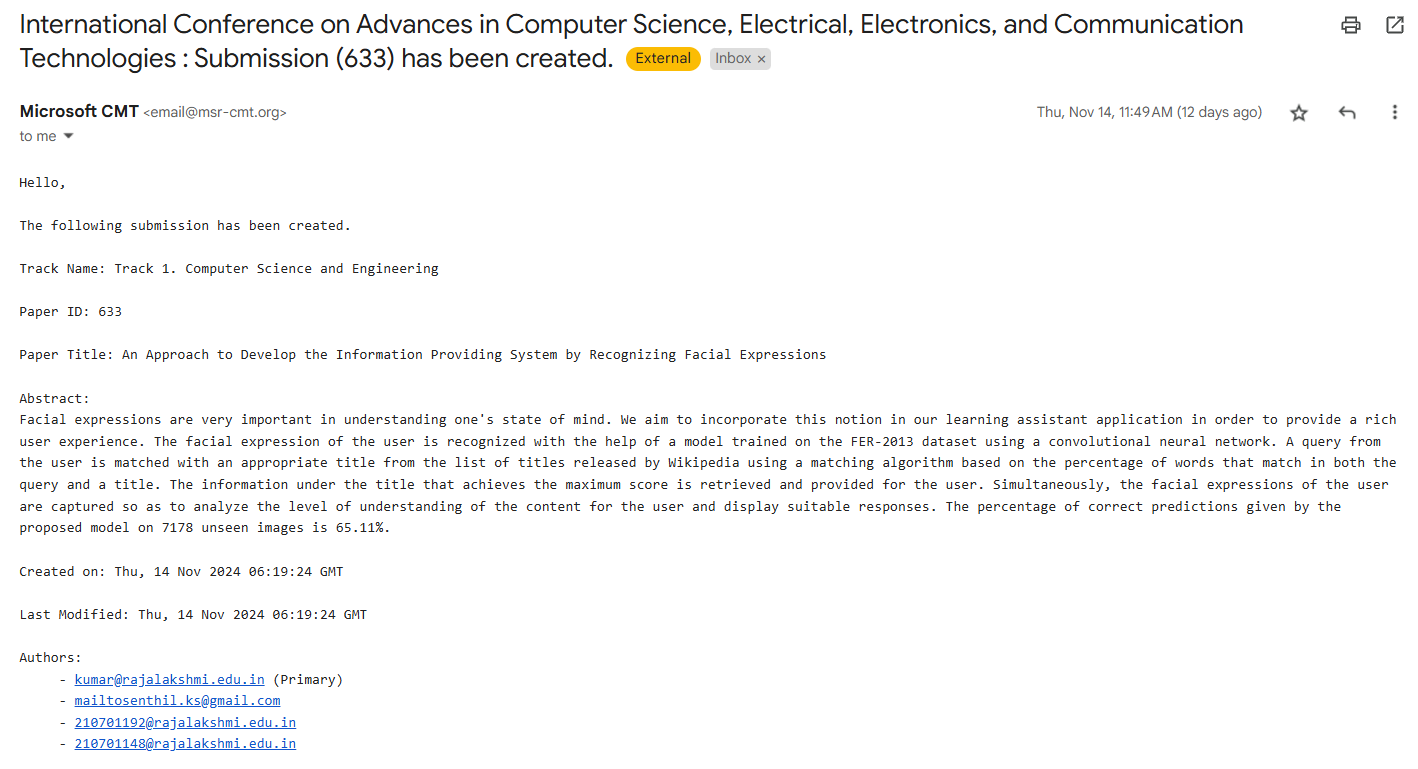 International Conference on Advances in Computer Science, Electrical, Electronics, and Communication
Technologies : Submission (633) has been created. External Inbox ×
Microsoft CMT <email@msr-cmt.org>
Thu, Nov 14, 11:49 AM (12 days ago)
to me
Hello,
The following submission has been created.
Track Name: Track 1. Computer Science and Engineering
Paper ID: 633
Paper Title: An Approach to Develop the Information Providing System by Recognizing Facial Expressions
Abstract:
Facial expressions are very important in understanding one's state of mind. We aim to incorporate this notion in our learning assistant application in order to provide a rich
user experience. The facial expression of the user is recognized with the help of a model trained on the FER-2013 dataset using a convolutional neural network. A query from
the user is matched with an appropriate title from the list of titles released by Wikipedia using a matching algorithm based on the percentage of words that match in both the
query and a title. The information under the title that achieves the maximum score is retrieved and provided for the user. Simultaneously, the facial expressions of the user
are captured so as to analyze the level of understanding of the content for the user and display suitable responses. The percentage of correct predictions given by the
proposed model on 7178 unseen images is 65.11%.
Created on: Thu, 14 Nov 2024 06:19:24 GMT
Last Modified: Thu, 14 Nov 2024 06:19:24 GMT
Authors:
- kumar@rajalakshmi.edu.in (Primary)
- mailtosenthil.ks@gmail.com
- 210701192@rajalakshmi.edu.in
- 210701148@rajalakshmi.edu.in